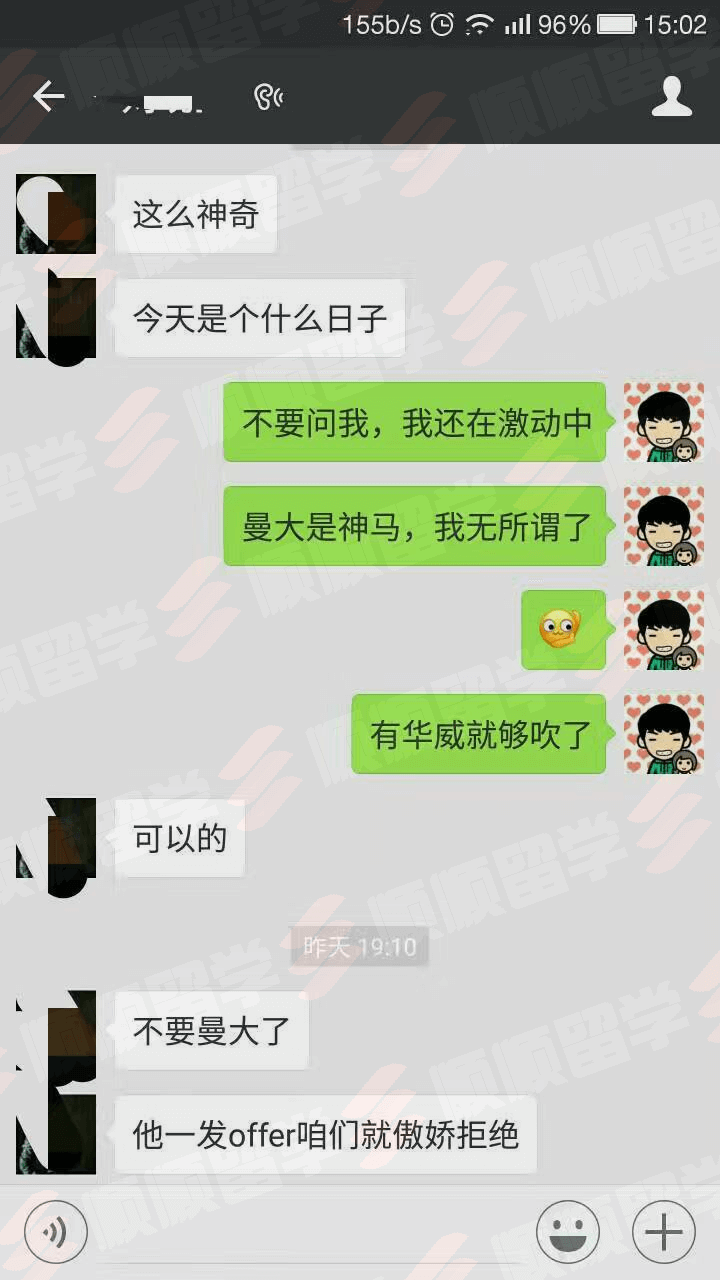 155b/s 96% 15:02
这么神奇
今天是个什么日子
不要问我，我还在激动中
曼大是神马，我无所谓了
有华威就够吹了
可以的
昨天 19:10
不要曼大了
他一发offer咱们就傲娇拒绝
顺顺留学